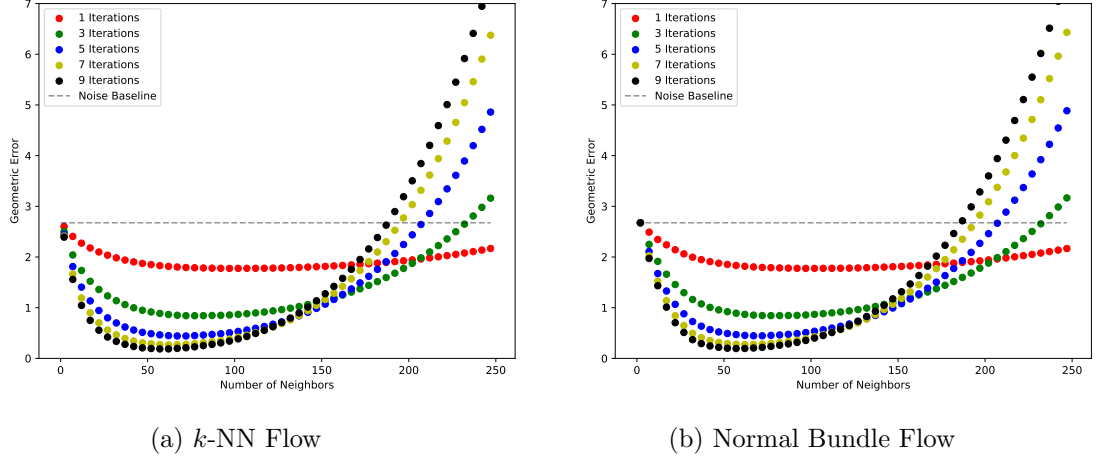 7
6
5
4
3
2
1
0
Geometric Error
1 Iterations
3 Iterations
5 Iterations
7 Iterations
9 Iterations
Noise Baseline
0 50 100 150 200 250
Number of Neighbors
(a) k-NN Flow
7
6
5
4
3
2
1
0
Geometric Error
1 Iterations
3 Iterations
5 Iterations
7 Iterations
9 Iterations
Noise Baseline
0 50 100 150 200 250
Number of Neighbors
(b) Normal Bundle Flow